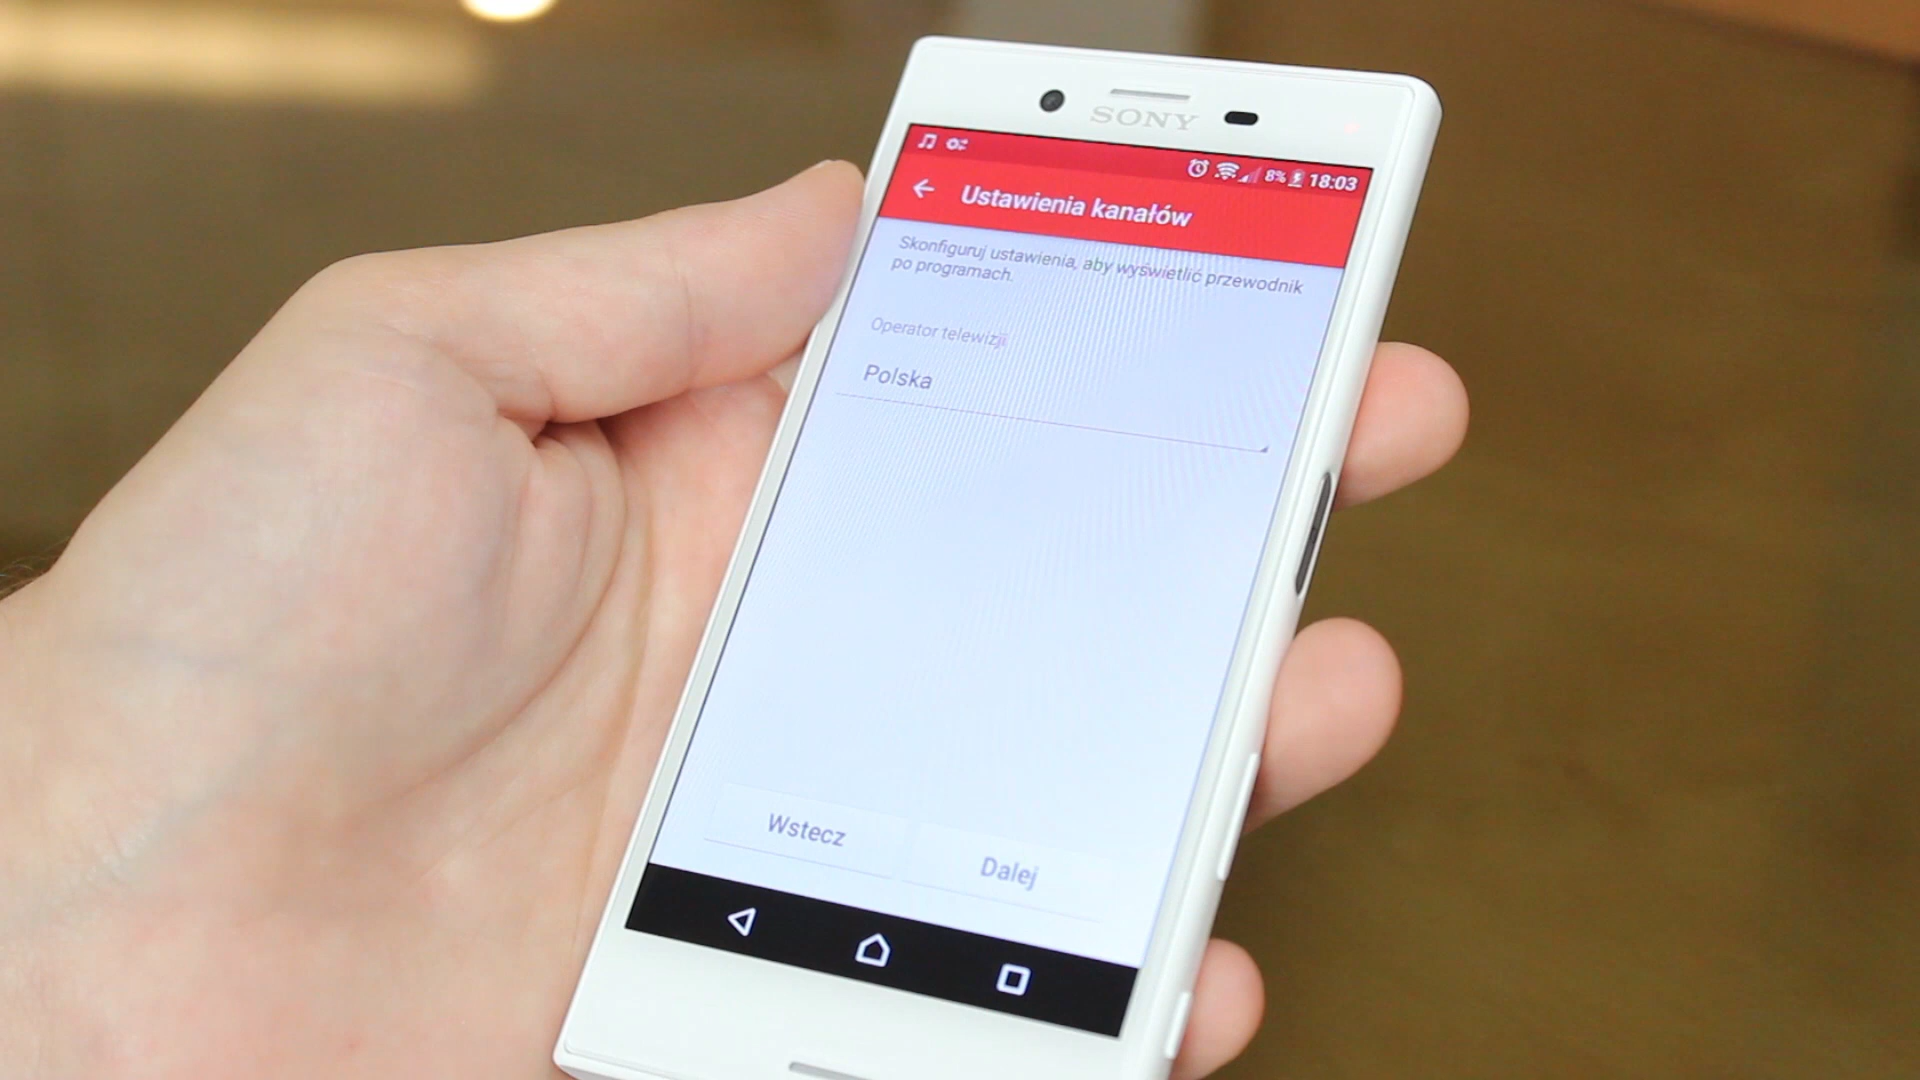 SONY
8% 18:03
Ustawienia kanałów
Skonfiguruj ustawienia, aby wyświetlić przewodnik
po programach.
Operator telewizji
Polska
Wstecz
Dalej